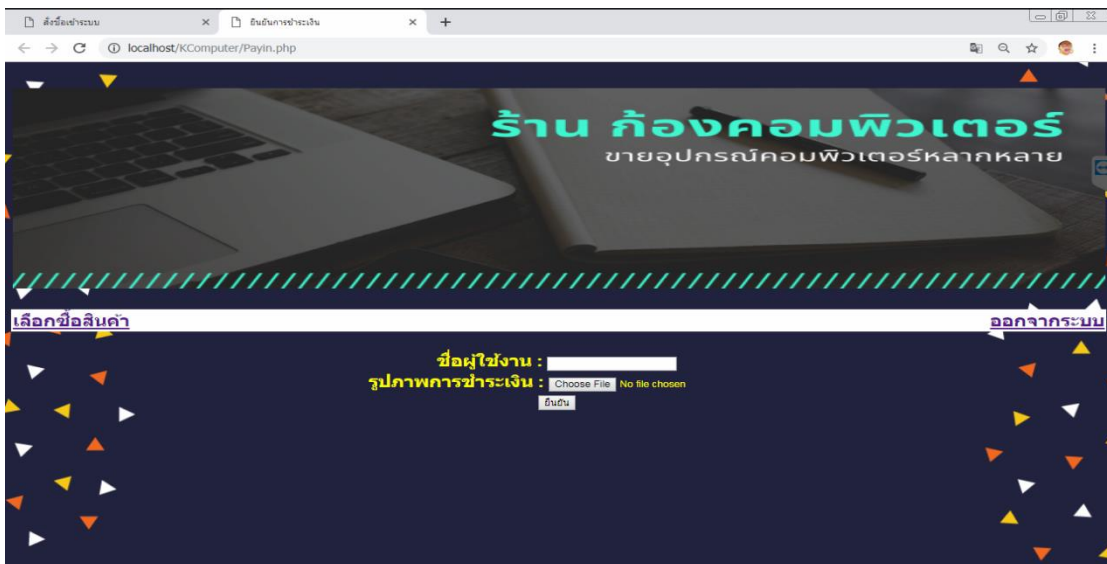 สั่งซื้อเช่าระบบ
ยืนยันการชำระเงิน
localhost/KComputer/Payin.php
ร้าน ก้องคอมพิวเตอร์
ขายอุปกรณ์คอมพิวเตอร์หลากหลาย
เลือกซื้อสินค้า ออกจากระบบ
ชื่อผู้ใช้งาน :
รูปภาพการชำระเงิน : Choose File No file chosen
ยืนยัน